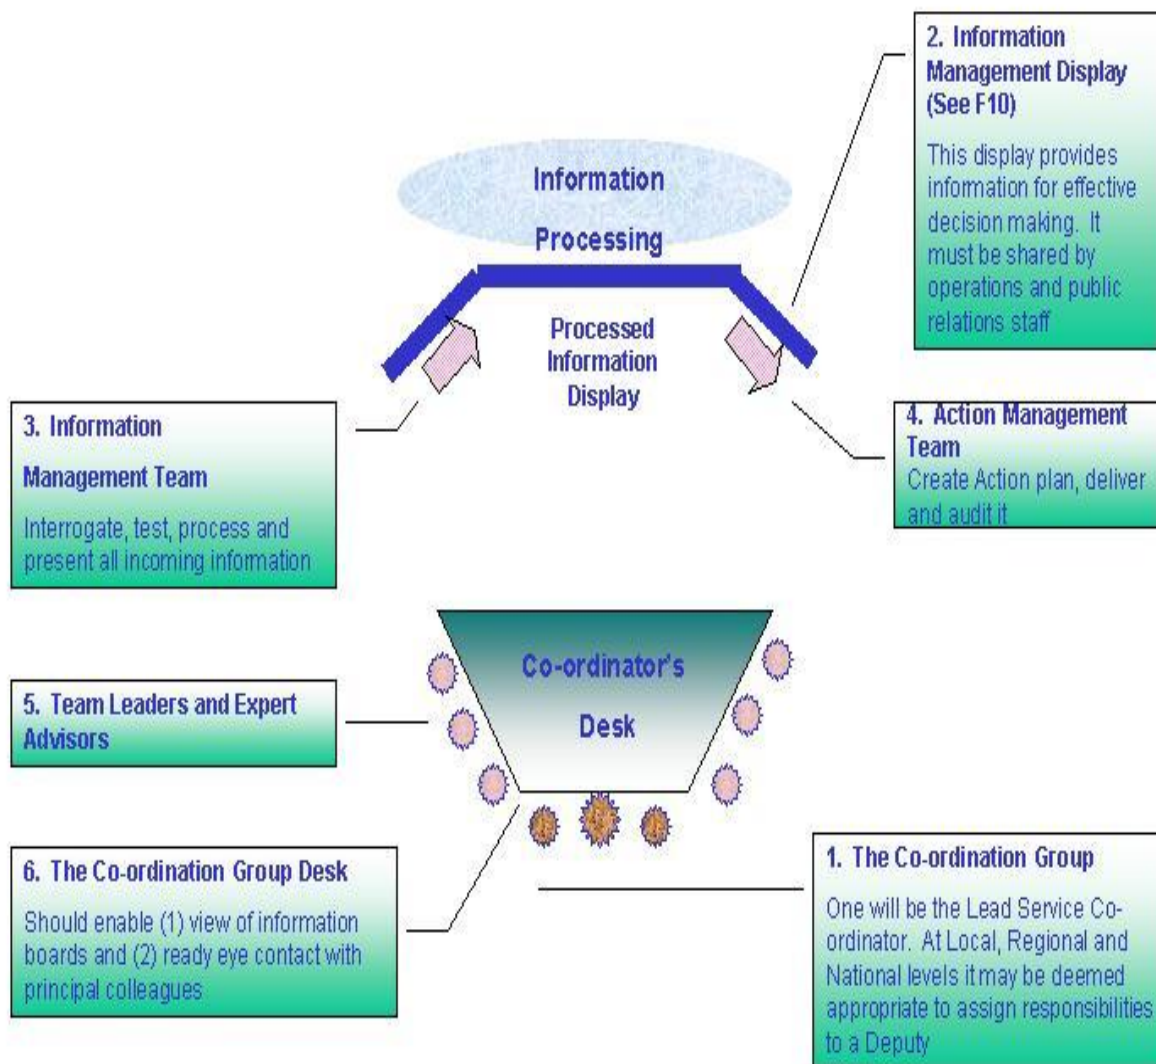 2. Information
Management Display
(See F10)
This display provides
information for effective
decision making. It
must be shared by
operations and public
relations staff
Information
Processing
Processed
Information
Display
3. Information
Management Team
Interrogate, test, process and
present all incoming information
4. Action Management
Team
Create Action plan, deliver
and audit it
Co-ordinator's
Desk
5. Team Leaders and Expert
Advisors
6. The Co-ordination Group Desk
Should enable (1) view of information
boards and (2) ready eye contact with
principal colleagues
1. The Co-ordination Group
One will be the Lead Service Co-
ordinator. At Local, Regional and
National levels it may be deemed
appropriate to assign responsibilities
to a Deputy